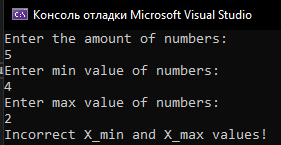 Консоль отладки Microsoft Visual Studio
Enter the amount of numbers:
5
Enter min value of numbers:
4
Enter max value of numbers:
2
Incorrect X_min and X_max values!